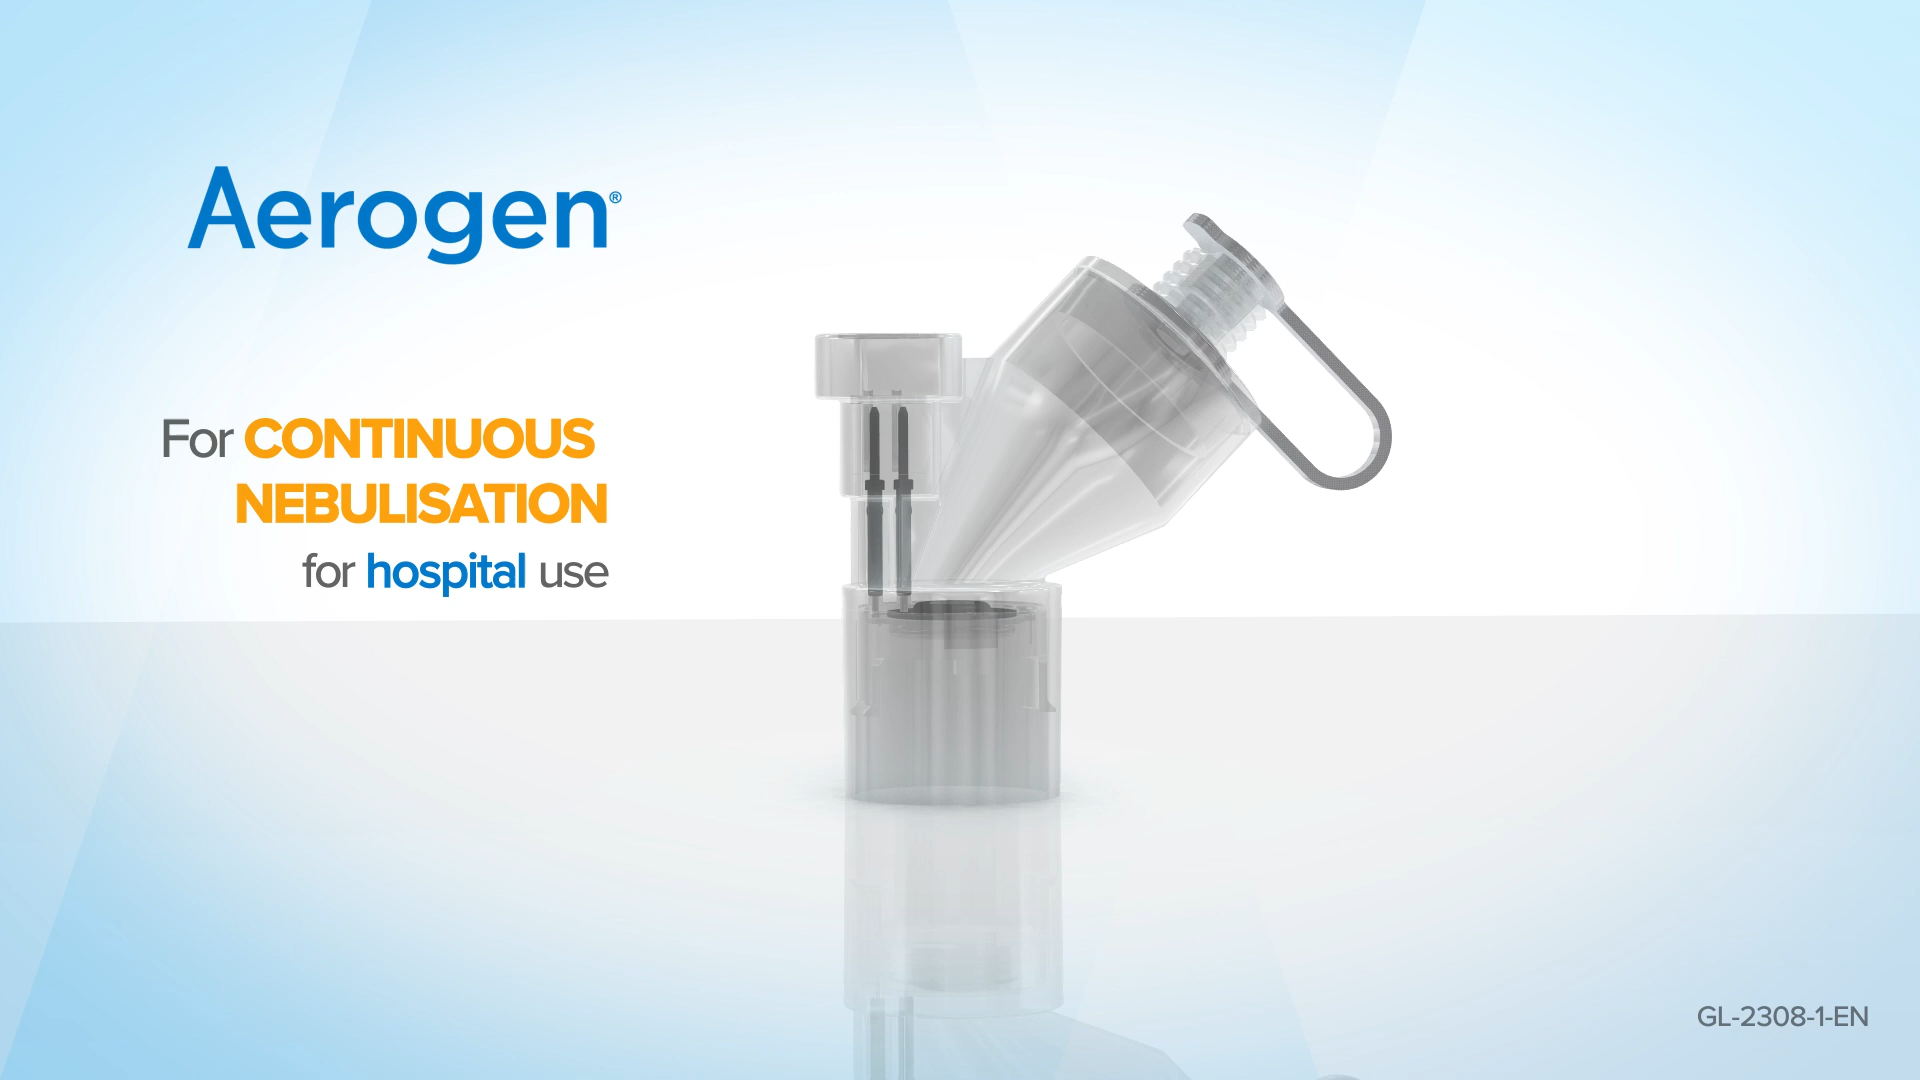 Aerogen®
For CONTINUOUS
NEBULISATION
for hospital use
GL-2308-1-EN